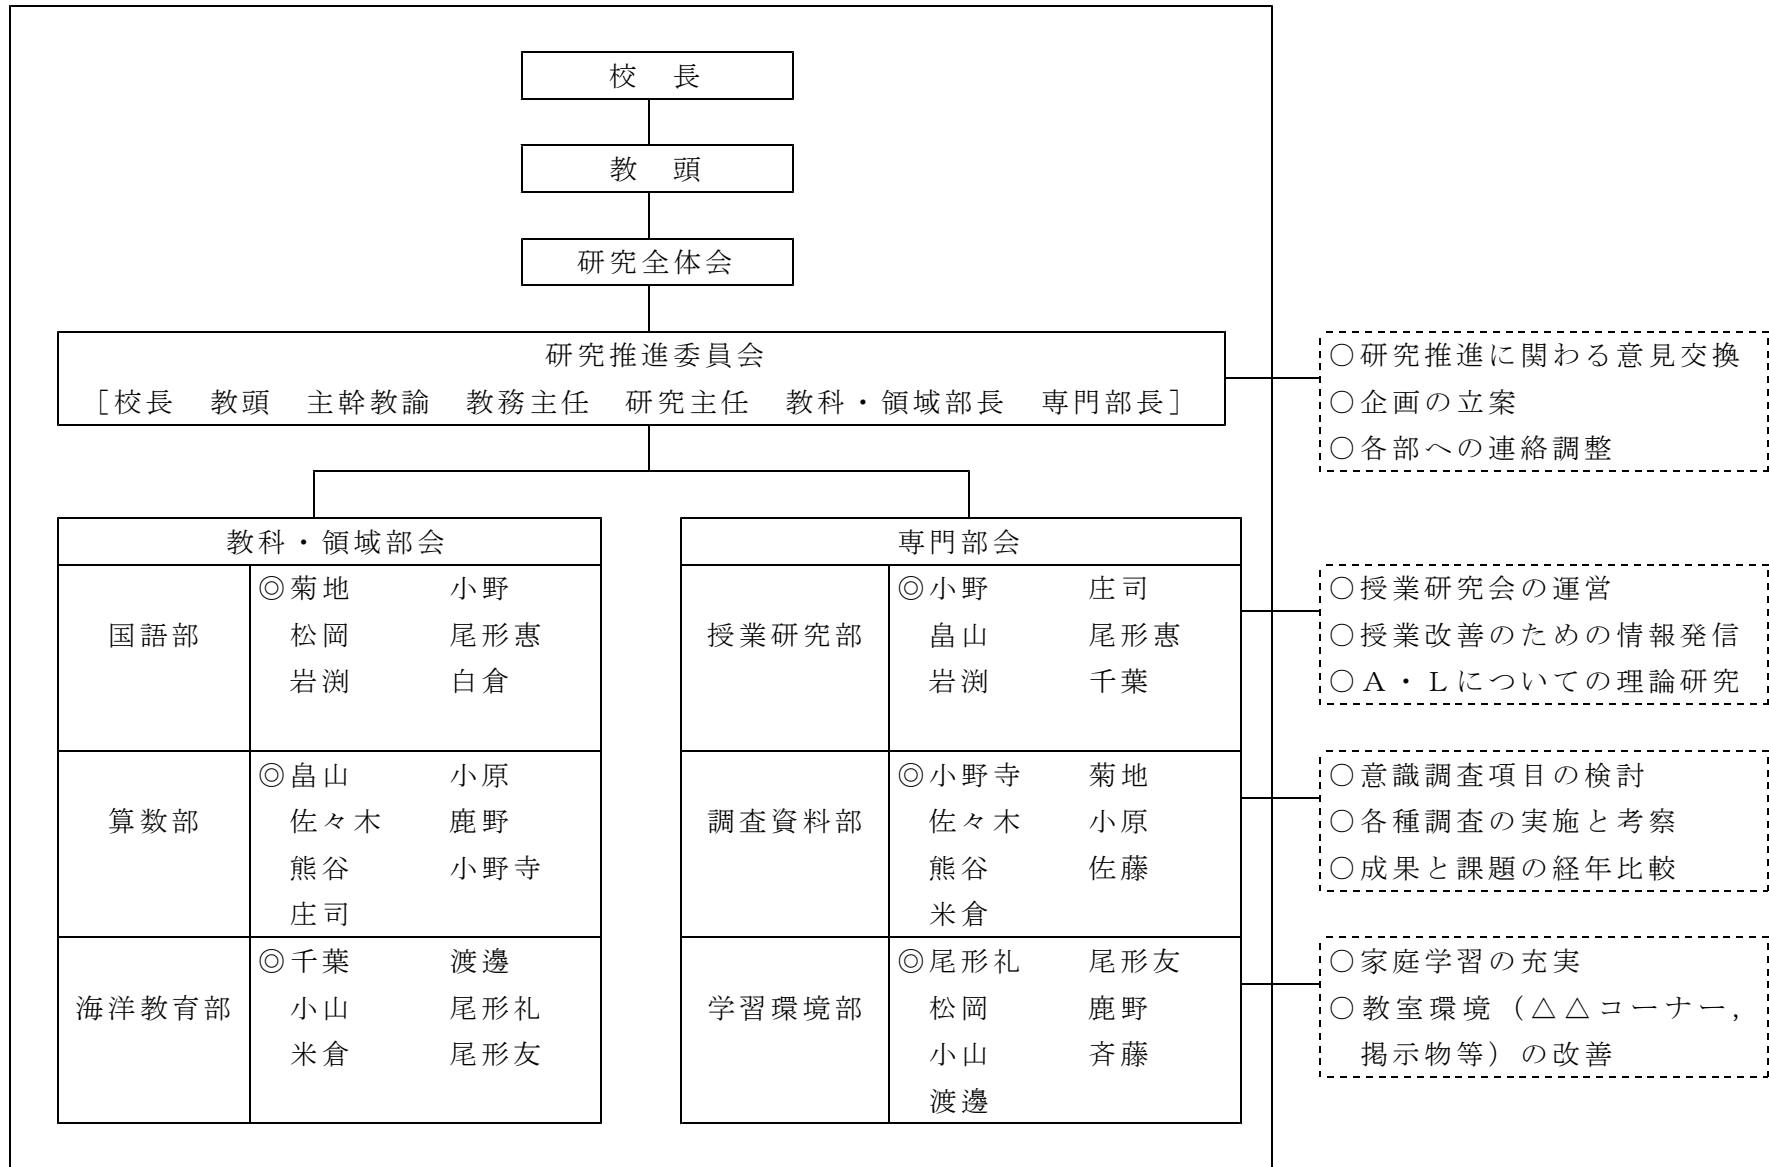 校　長
教　頭
研究全体会
研究推進委員会
［校長　教頭　主幹教諭　教務主任　研究主任　教科・領域部長　専門部長］
○研究推進に関わる意見交換
○企画の立案
○各部への連絡調整
教科・領域部会
国語部
◎菊地　小野
松岡　尾形恵
岩渕　白倉
算数部
◎畠山　小原
佐々木　鹿野
熊谷　小野寺
庄司
海洋教育部
◎千葉　渡邊
小山　尾形礼
米倉　尾形友
専門部会
授業研究部
◎小野　庄司
畠山　尾形恵
岩渕　千葉
○授業研究会の運営
○授業改善のための情報発信
○Ａ・Ｌについての理論研究
調査資料部
◎小野寺　菊地
佐々木　小原
熊谷　佐藤
米倉
○意識調査項目の検討
○各種調査の実施と考察
○成果と課題の経年比較
学習環境部
◎尾形礼　尾形友
松岡　鹿野
小山　斉藤
渡邊
○家庭学習の充実
○教室環境（△△コーナー，
掲示物等）の改善